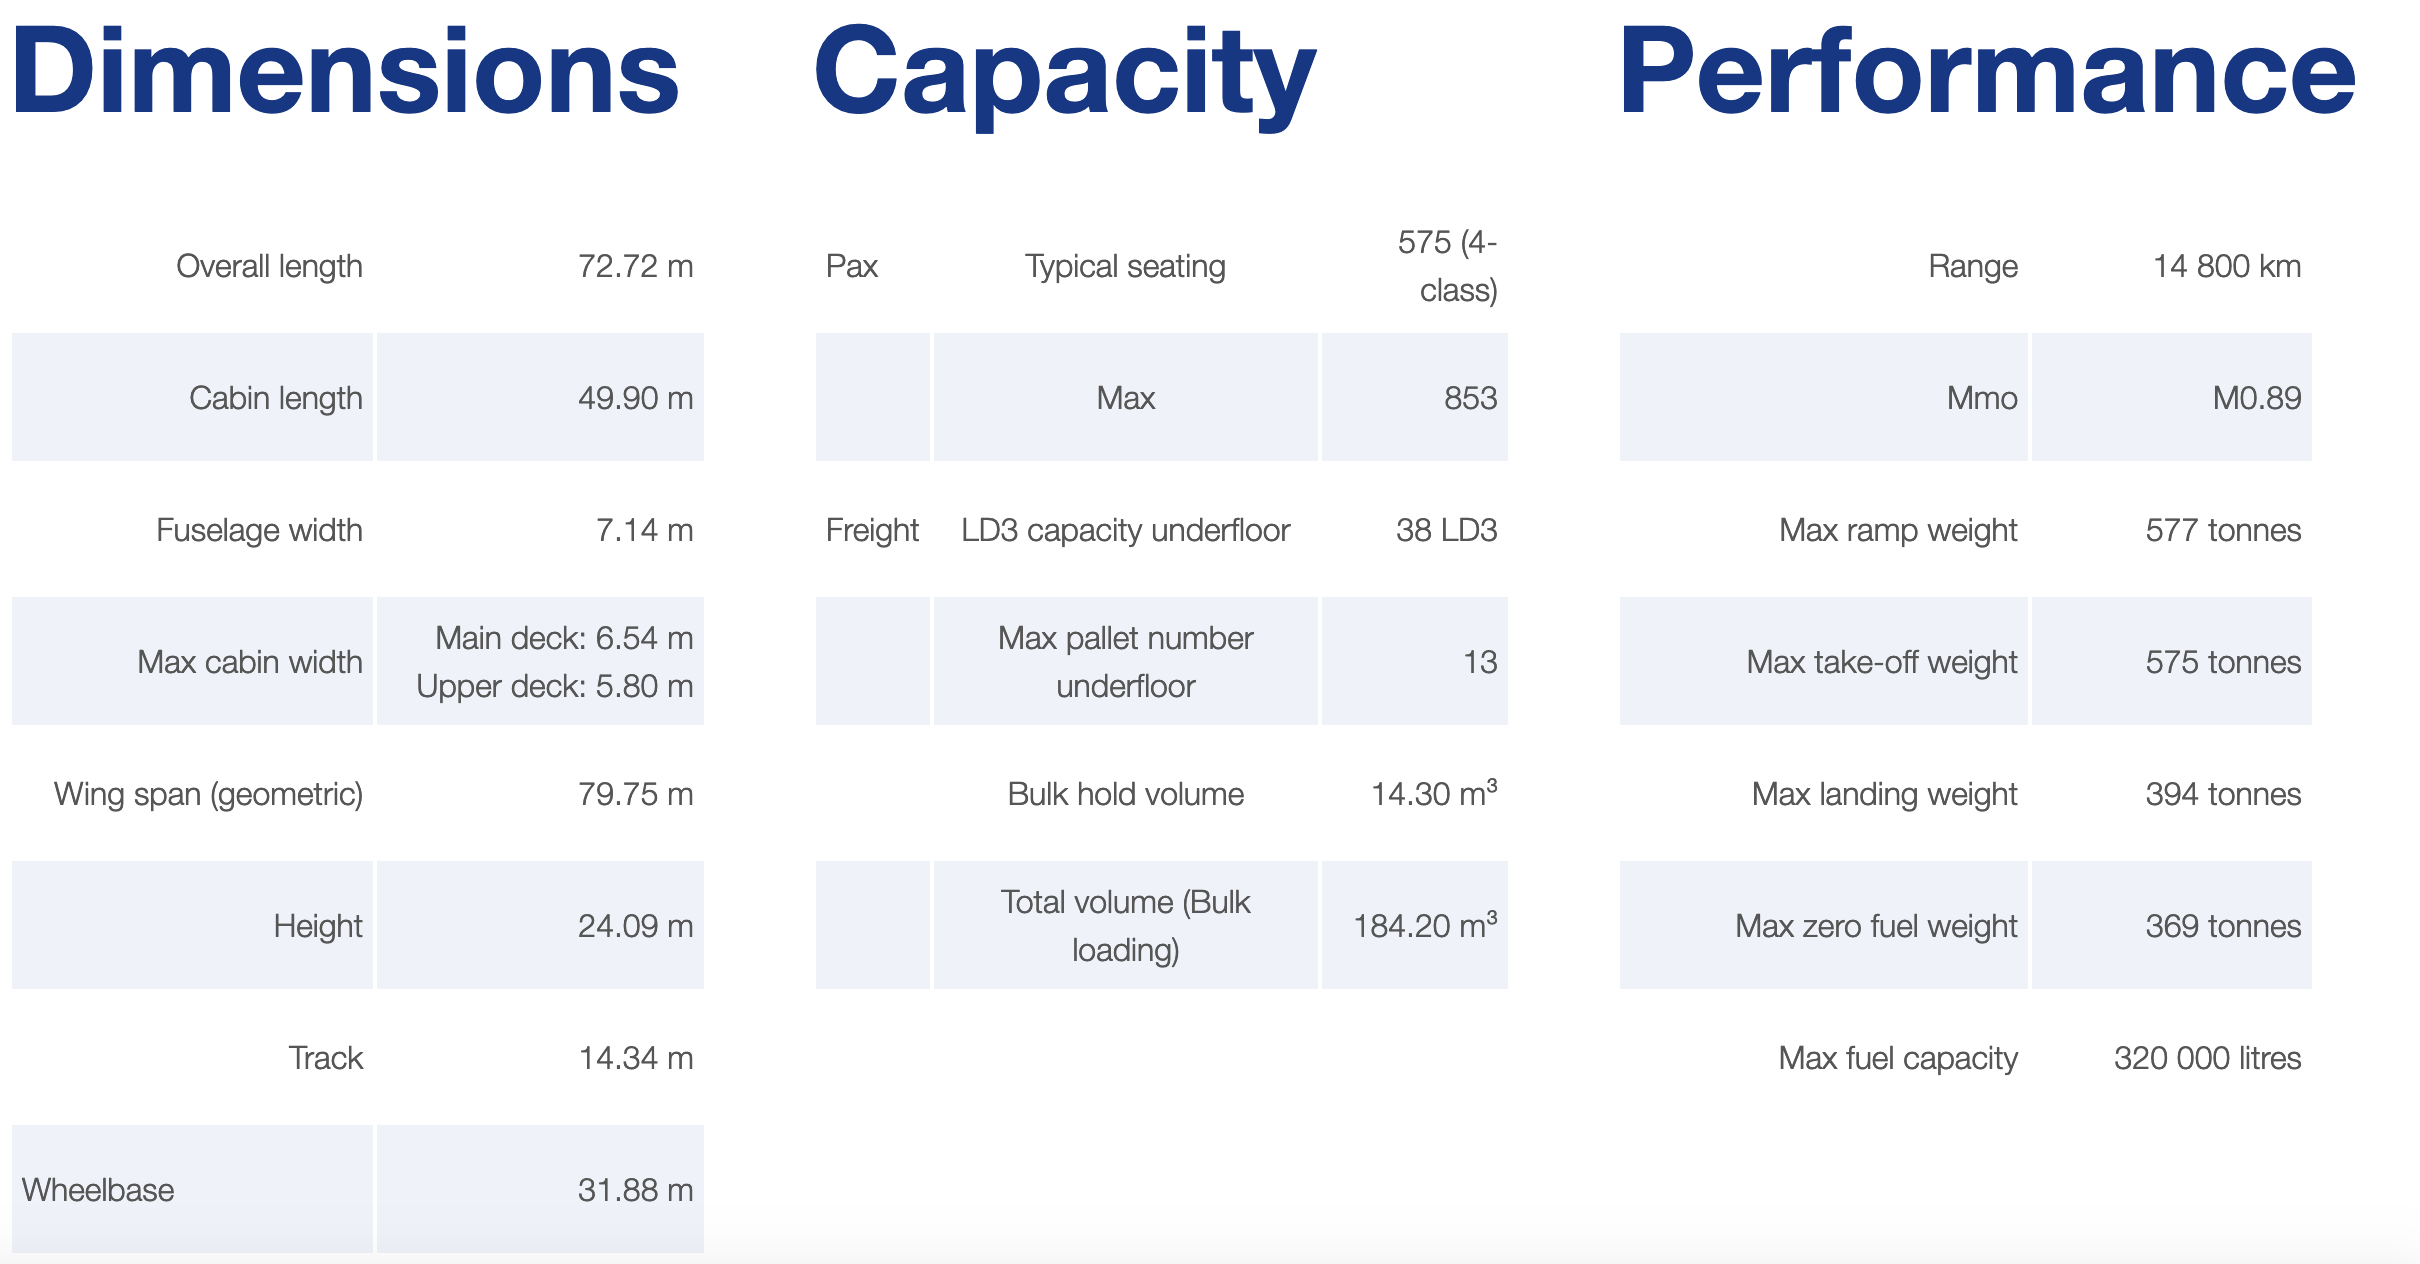 Dimensions
Overall length 72.72 m
Cabin length 49.90 m
Fuselage width 7.14 m
Max cabin width Main deck: 6.54 m
Upper deck: 5.80 m
Wing span (geometric) 79.75 m
Height 24.09 m
Track 14.34 m
Wheelbase 31.88 m
Capacity
Pax Typical seating 575 (4-
class)
Max 853
Freight LD3 capacity underfloor 38 LD3
Max pallet number
underfloor 13
Bulk hold volume 14.30 m³
Total volume (Bulk
loading) 184.20 m³
Performance
Range 14 800 km
Mmo M0.89
Max ramp weight 577 tonnes
Max take-off weight 575 tonnes
Max landing weight 394 tonnes
Max zero fuel weight 369 tonnes
Max fuel capacity 320 000 litres